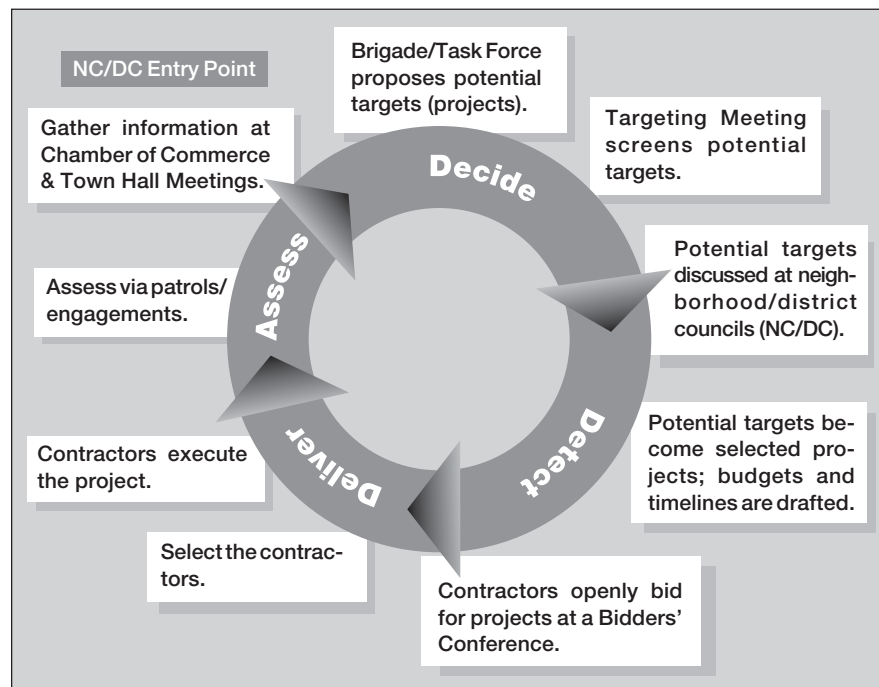 NC/DC Entry Point
Brigade/Task Force
proposes potential
targets (projects).
Gather information at
Chamber of Commerce
& Town Hall Meetings.
Targeting Meeting
screens potential
targets.
Decide
Potential targets
discussed at neigh-
borhood/district
councils (NC/DC).
Assess
Assess via patrols/
engagements.
Potential targets be-
come selected pro-
jects; budgets and
timelines are drafted.
Detect
Deliver
Contractors execute
the project.
Select the contrac-
tors.
Contractors openly bid
for projects at a Bidders’
Conference.